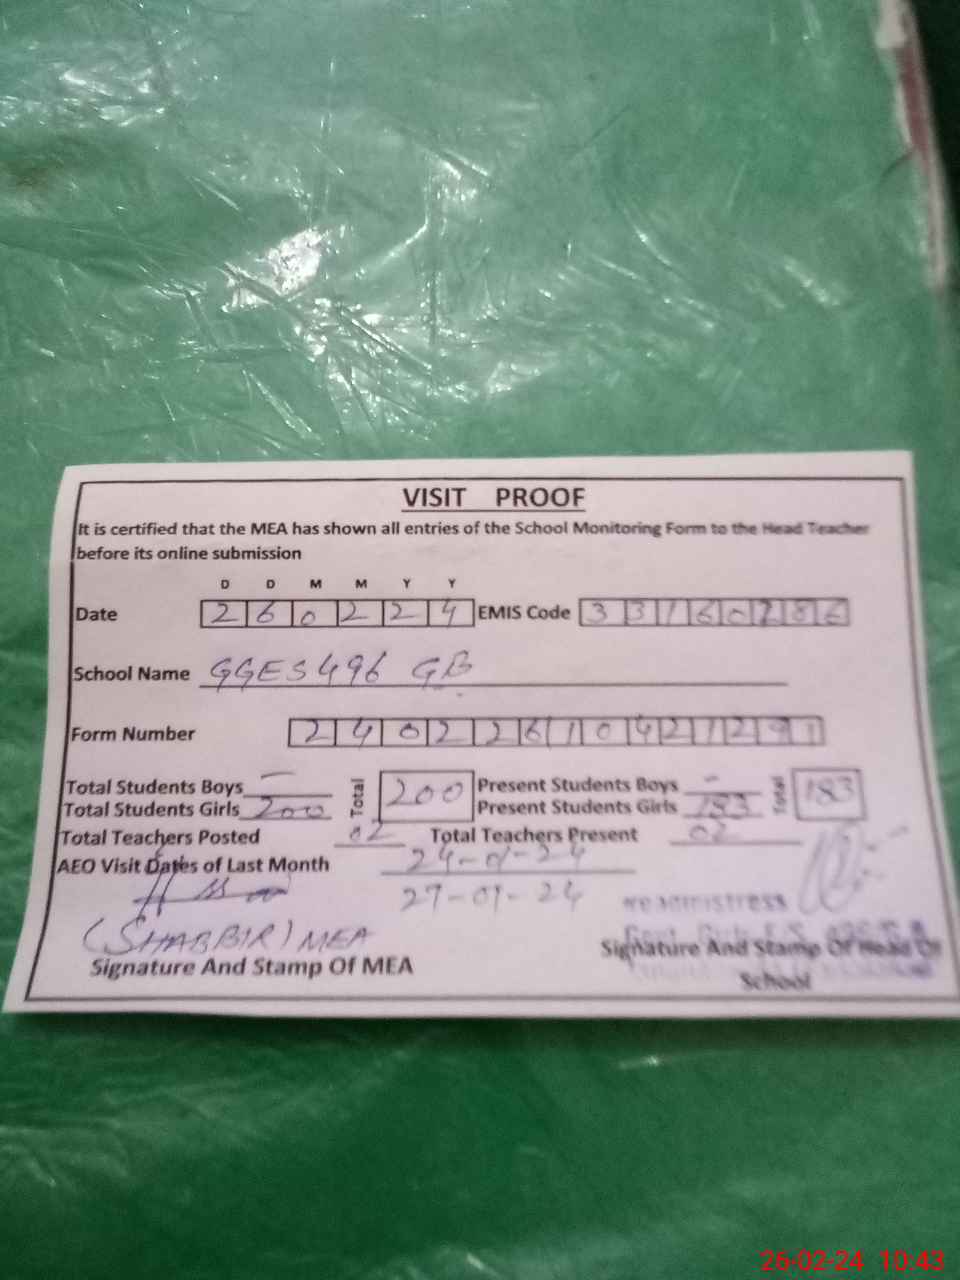 VISIT PROOF
It is certified that the MEA has shown all entries of the School Monitoring Form to the Head Teacher
before its online submission
D D M M Y Y
Date 2 6 0 2 2 4 EMIS Code 3 3 1 6 0 2 8 6
School Name GGES 496 GB
Form Number 2 4 0 2 2 6 1 0 4 2 1 2 9 1
Total Students Boys — Total 200 Present Students Boys — Total 183
Total Students Girls 200 Present Students Girls 183
Total Teachers Posted 02 Total Teachers Present 02
AEO Visit Dates of Last Month 24-01-24
27-01-24
Headmistress
(SHABBIR) MEA
Signature And Stamp Of MEA Signature And Stamp Of Head Of
School
26-02-24 10:43